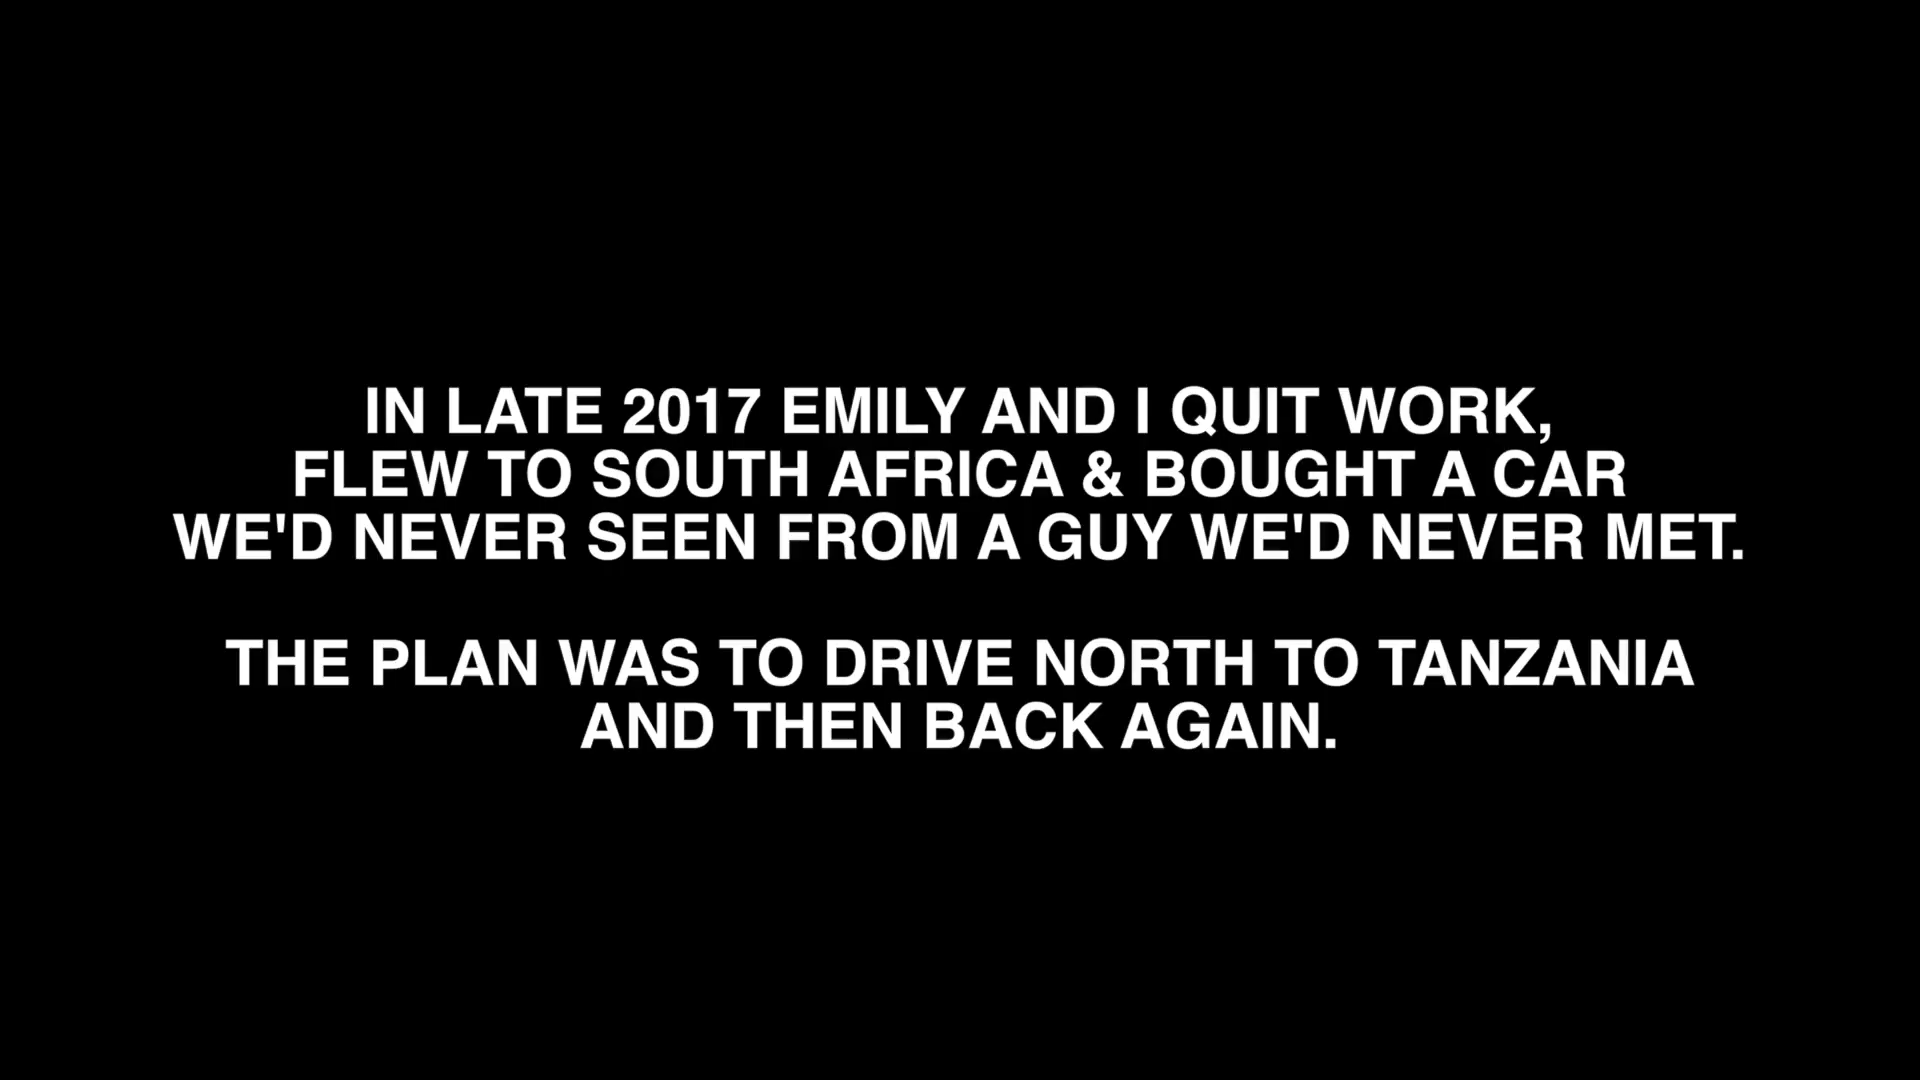 IN LATE 2017 EMILY AND I QUIT WORK,
FLEW TO SOUTH AFRICA & BOUGHT A CAR
WE'D NEVER SEEN FROM A GUY WE'D NEVER MET.
THE PLAN WAS TO DRIVE NORTH TO TANZANIA
AND THEN BACK AGAIN.